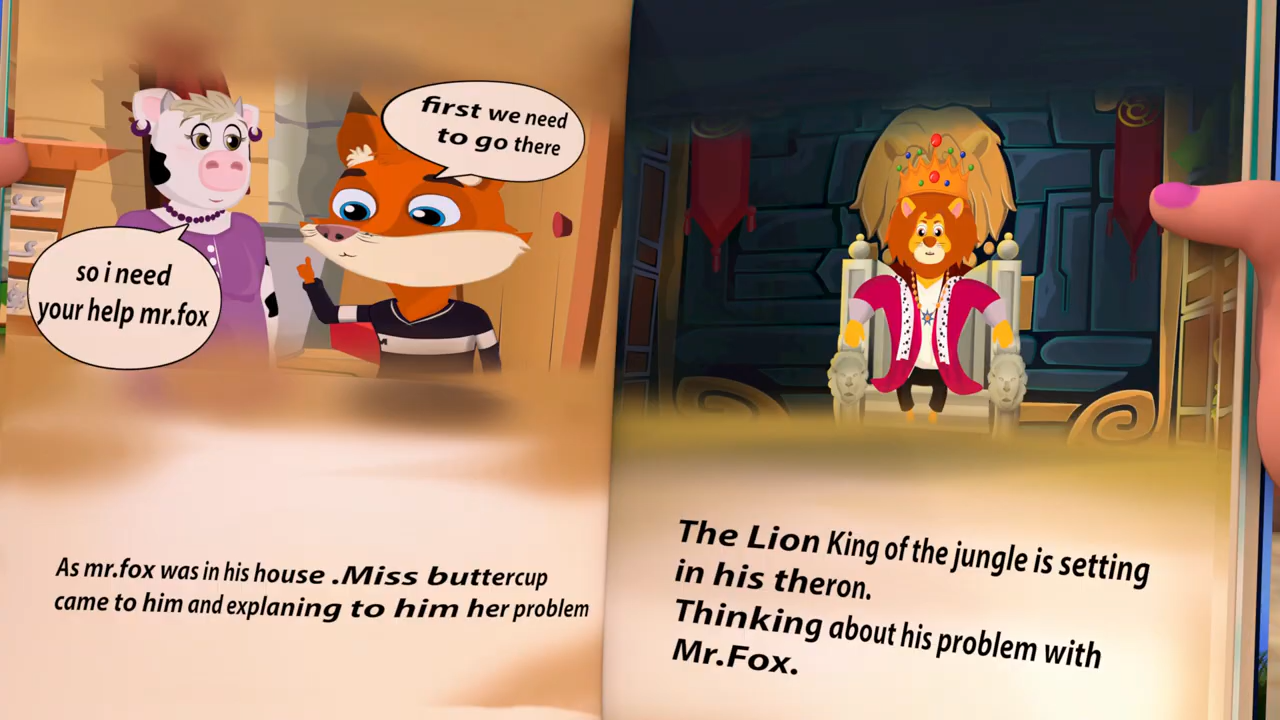 first we need
to go there
so i need
your help mr.fox
As mr.fox was in his house .Miss buttercup
came to him and explaning to him her problem
The Lion King of the jungle is setting
in his theron.
Thinking about his problem with
Mr.Fox.